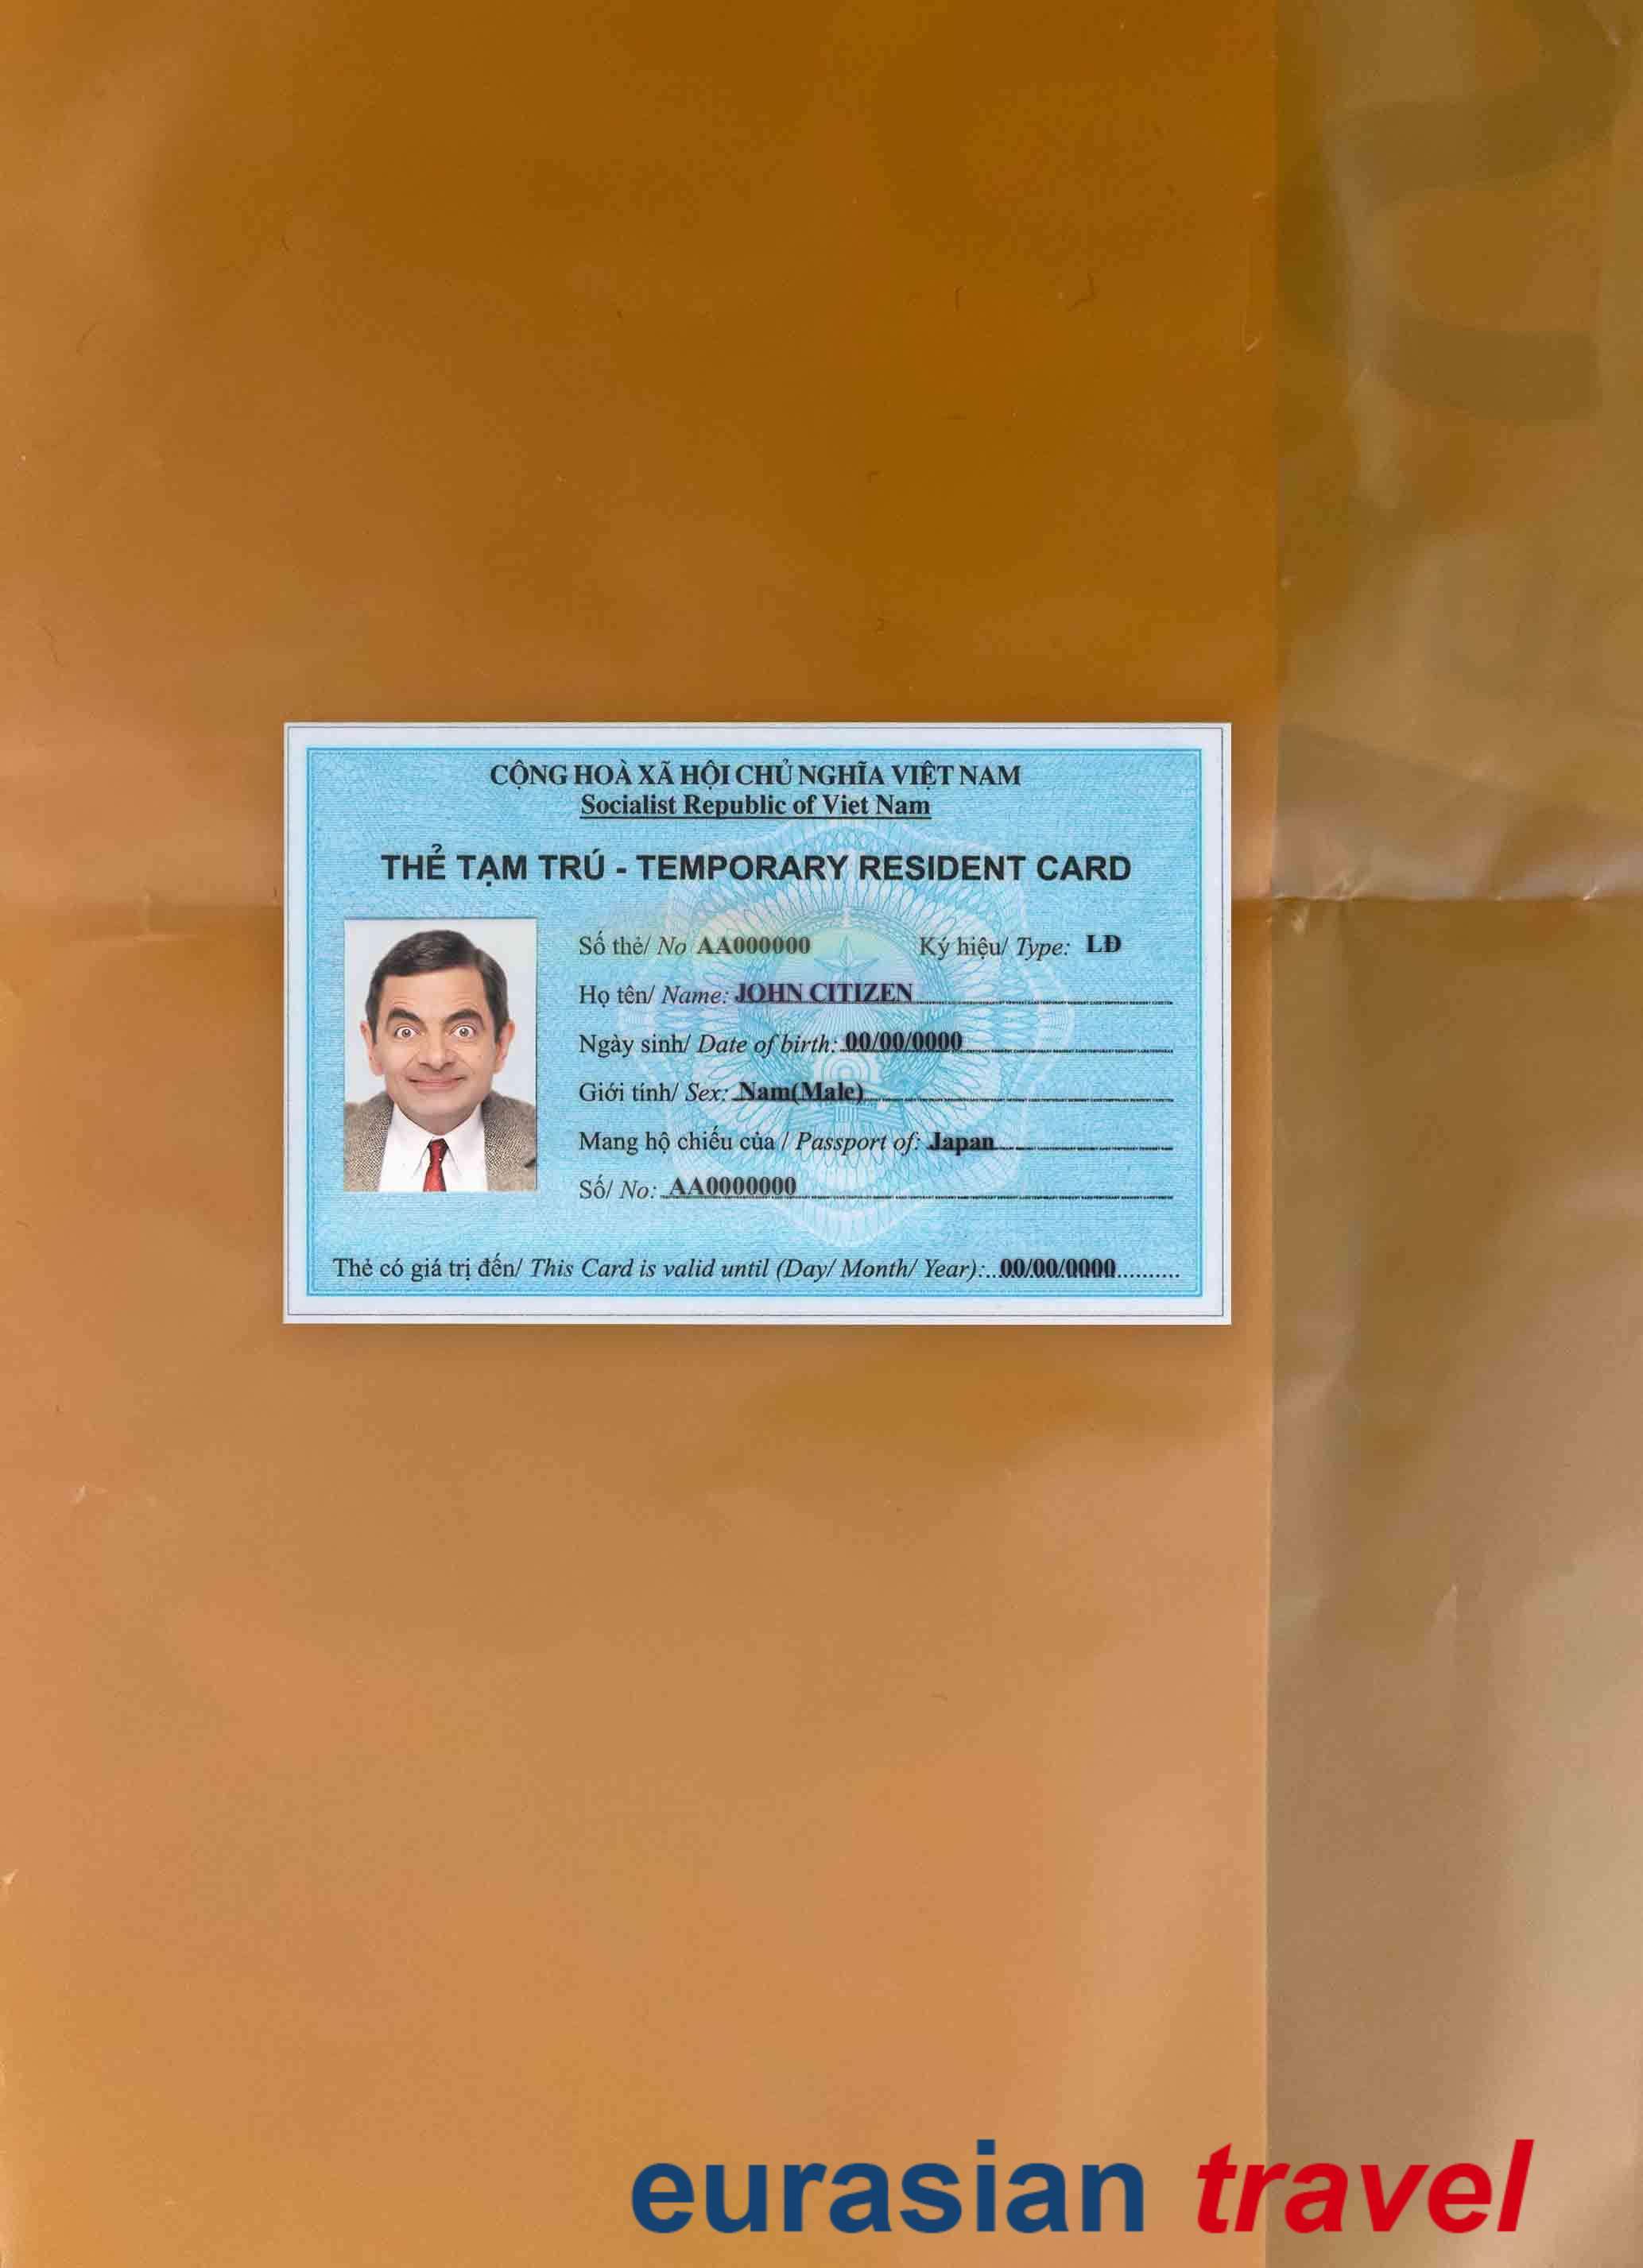 CỘNG HOÀ XÃ HỘI CHỦ NGHĨA VIỆT NAM
Socialist Republic of Viet Nam
THẺ TẠM TRÚ - TEMPORARY RESIDENT CARD
Số thẻ/ No AA000000 Ký hiệu/ Type: LĐ
Họ tên/ Name: JOHN CITIZEN
Ngày sinh/ Date of birth: 00/00/0000
Giới tính/ Sex: Nam(Male)
Mang hộ chiếu của / Passport of: Japan
Số/ No: AA0000000
Thẻ có giá trị đến/ This Card is valid until (Day/ Month/ Year):..00/00/0000..........
eurasian travel